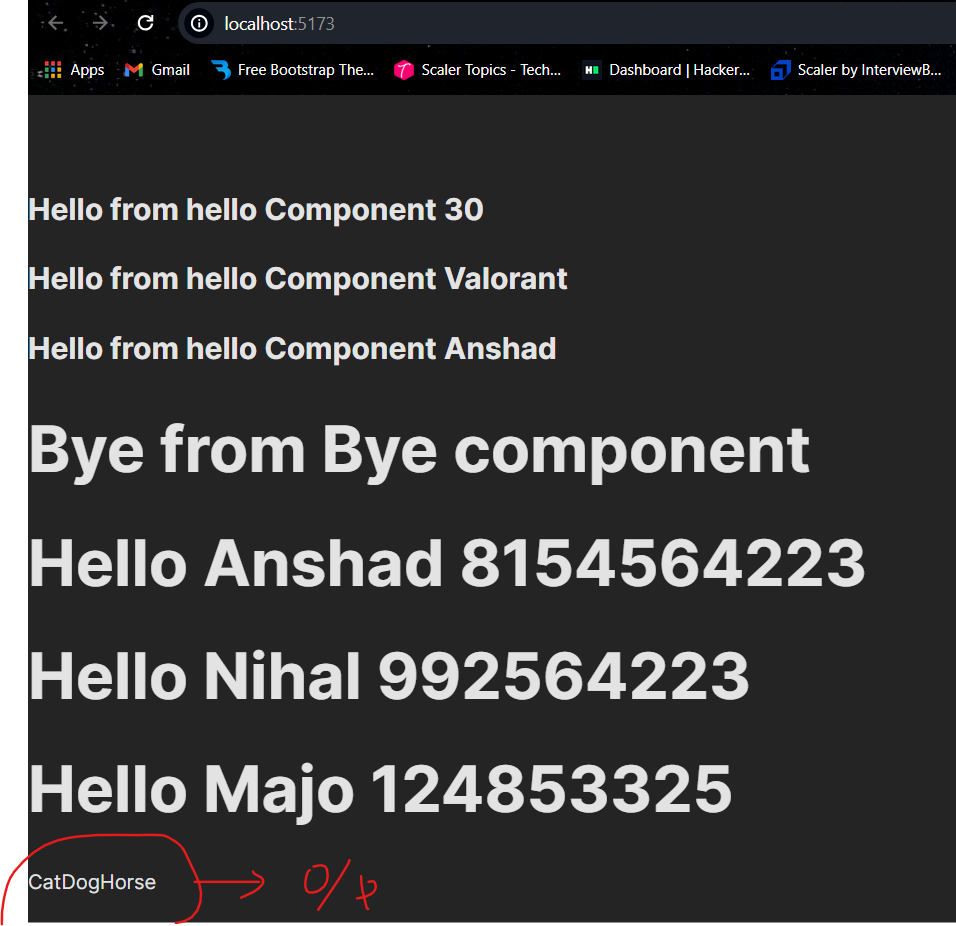 localhost:5173
Apps Gmail Free Bootstrap The... Scaler Topics - Tech... Dashboard | Hacker... Scaler by InterviewB...
Hello from hello Component 30
Hello from hello Component Valorant
Hello from hello Component Anshad
Bye from Bye component
Hello Anshad 8154564223
Hello Nihal 992564223
Hello Majo 124853325
CatDogHorse O/p